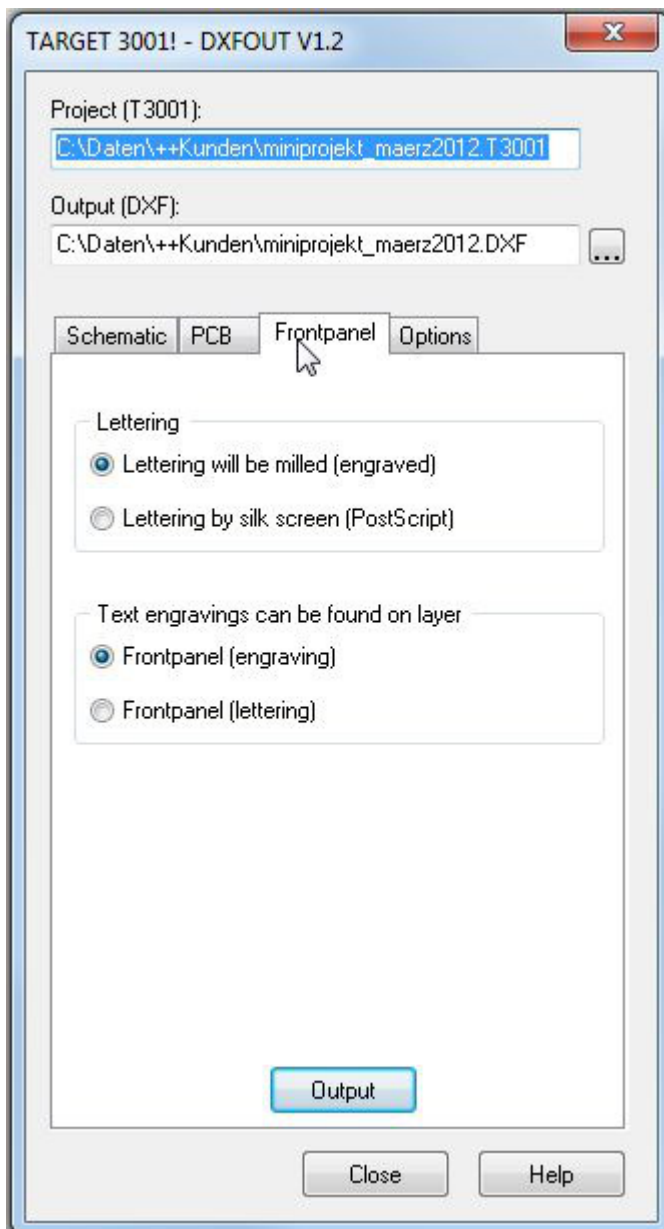 TARGET 3001! - DXFOUT V1.2
Project (T3001):
C:\Daten\++Kunden\miniprojekt_maerz2012.T3001
Output (DXF):
C:\Daten\++Kunden\miniprojekt_maerz2012.DXF
...
Schematic PCB Frontpanel Options
Lettering
Lettering will be milled (engraved)
Lettering by silk screen (PostScript)
Text engravings can be found on layer
Frontpanel (engraving)
Frontpanel (lettering)
Output
Close Help